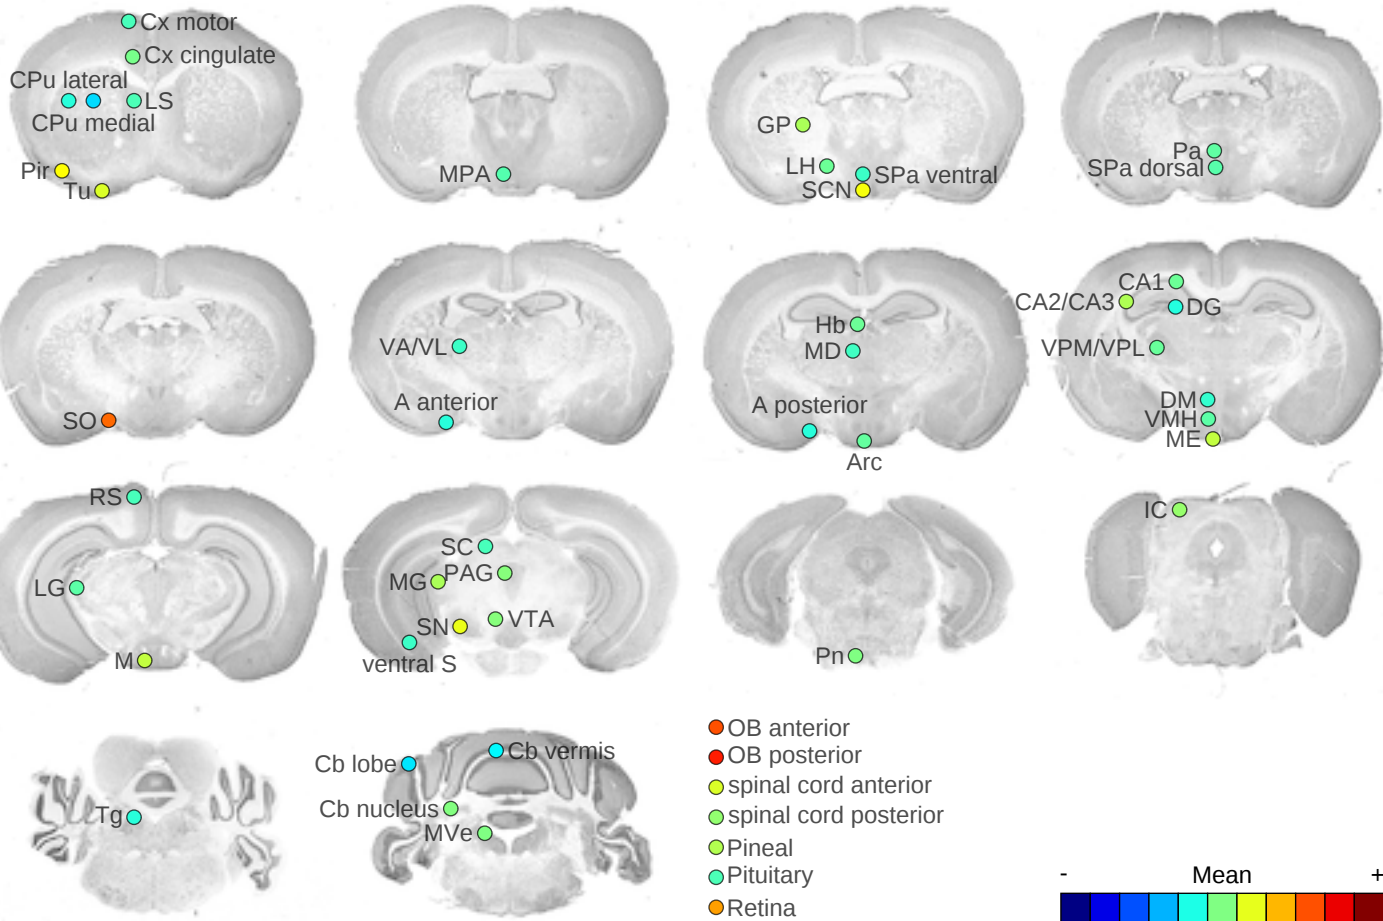 Cx motor
Cx cingulate
CPu lateral
LS
CPu medial
Pir
Tu
MPA
GP
LH
SPa ventral
SCN
Pa
SPa dorsal
SO
VA/VL
A anterior
Hb
MD
A posterior
Arc
CA1
CA2/CA3
DG
VPM/VPL
DM
VMH
ME
RS
LG
M
SC
MG
PAG
SN
VTA
ventral S
Pn
IC
Tg
Cb lobe
Cb vermis
Cb nucleus
MVe
OB anterior
OB posterior
spinal cord anterior
spinal cord posterior
Pineal
Pituitary
Retina
- Mean +